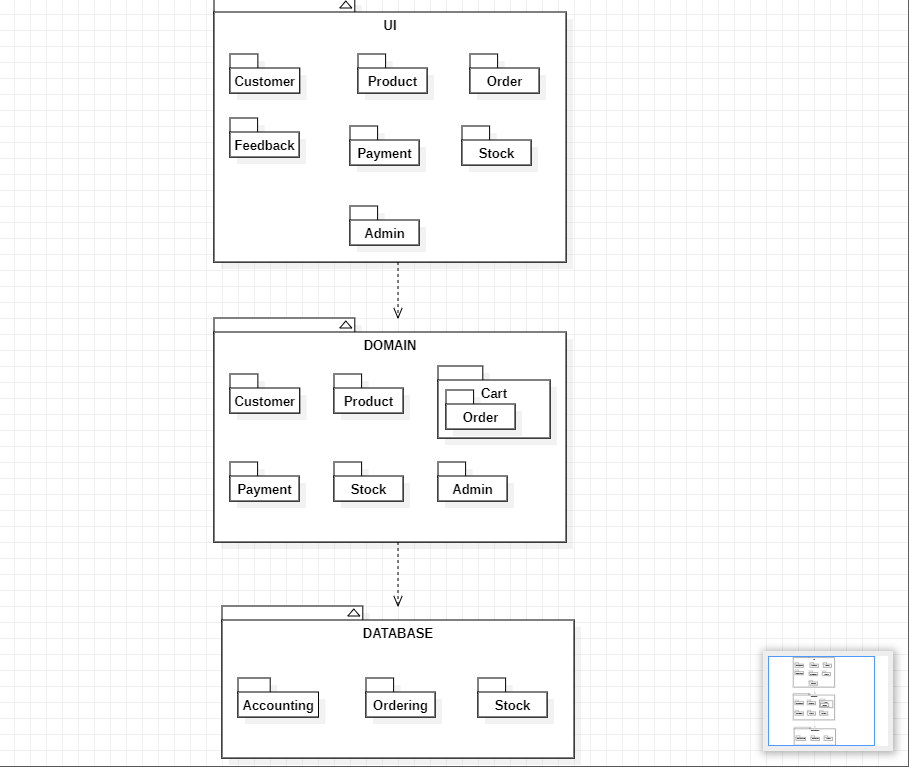 UI
Customer
Product
Order
Feedback
Payment
Stock
Admin
DOMAIN
Customer
Product
Cart
Order
Payment
Stock
Admin
DATABASE
Accounting
Ordering
Stock